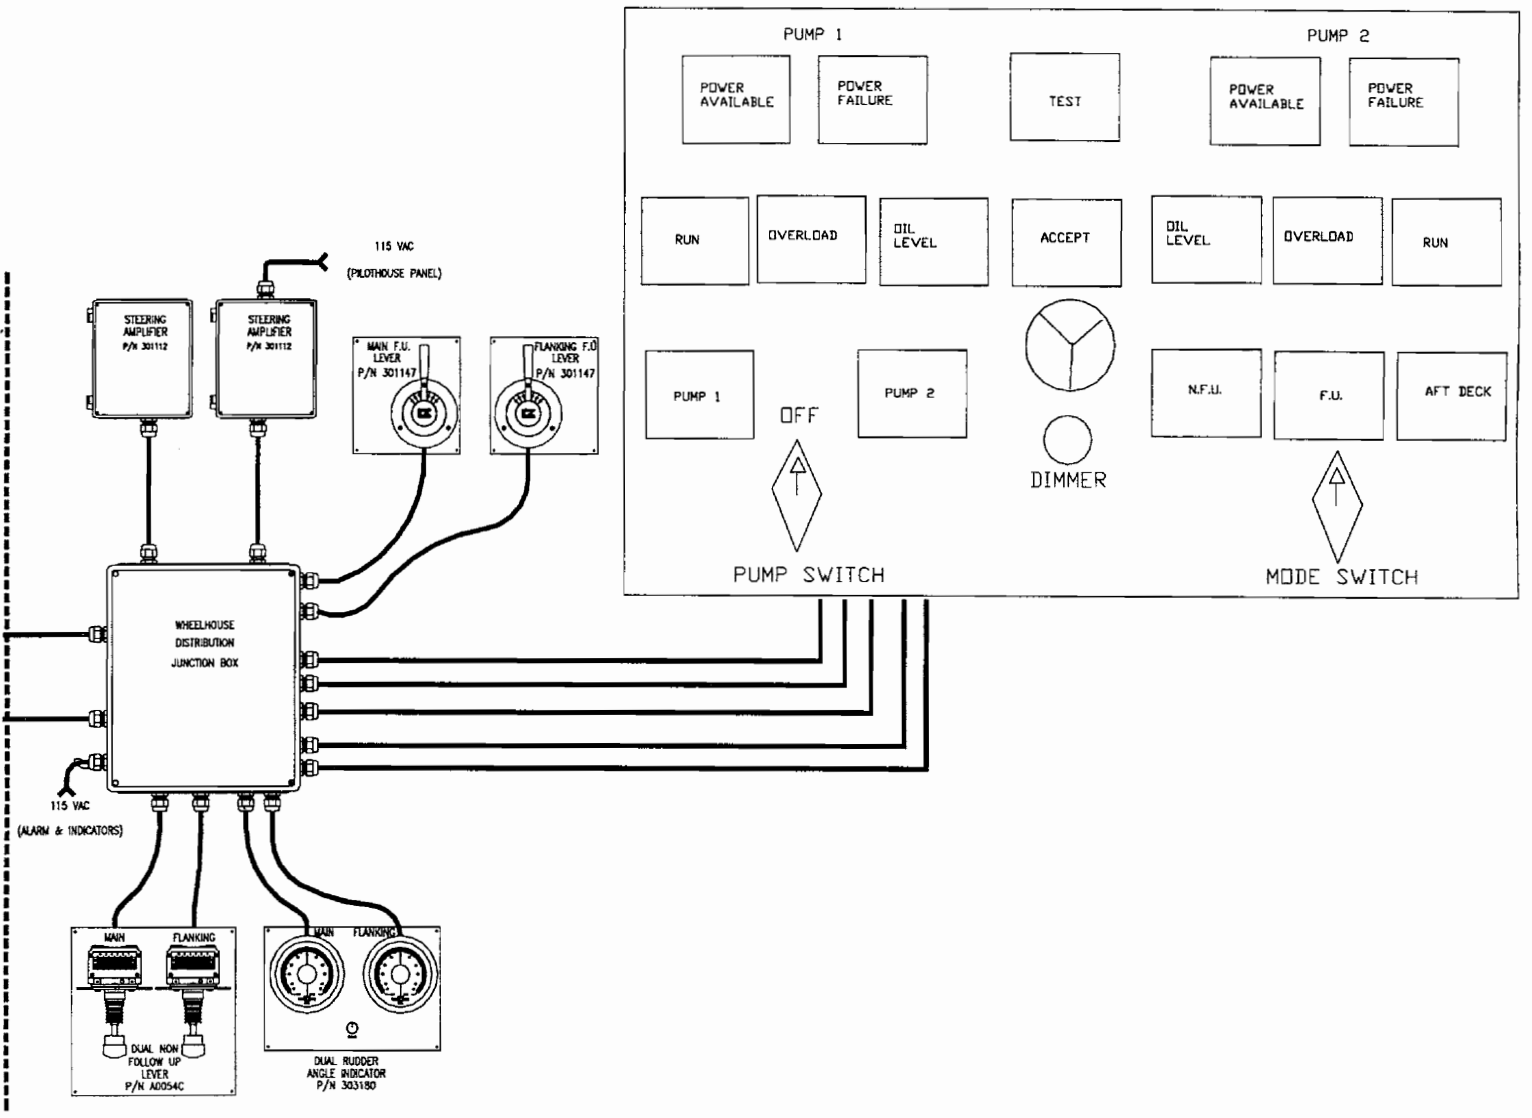 PUMP 1
PUMP 2
POWER
AVAILABLE
POWER
FAILURE
TEST
POWER
AVAILABLE
POWER
FAILURE
RUN
OVERLOAD
OIL
LEVEL
ACCEPT
OIL
LEVEL
OVERLOAD
RUN
PUMP 1
OFF
PUMP 2
DIMMER
N.F.U.
F.U.
AFT DECK
PUMP SWITCH
MODE SWITCH
115 VAC
(PILOTHOUSE PANEL)
STEERING
AMPLIFIER
P/N 301112
STEERING
AMPLIFIER
P/N 301112
MAIN F.U.
LEVER
P/N 301147
FLANKING F.U
LEVER
P/N 301147
WHEELHOUSE
DISTRIBUTION
JUNCTION BOX
115 VAC
(ALARM & INDICATORS)
MAIN
FLANKING
DUAL NON
FOLLOW UP
LEVER
P/N A0054C
MAIN
FLANKING
DUAL RUDDER
ANGLE INDICATOR
P/N 303180